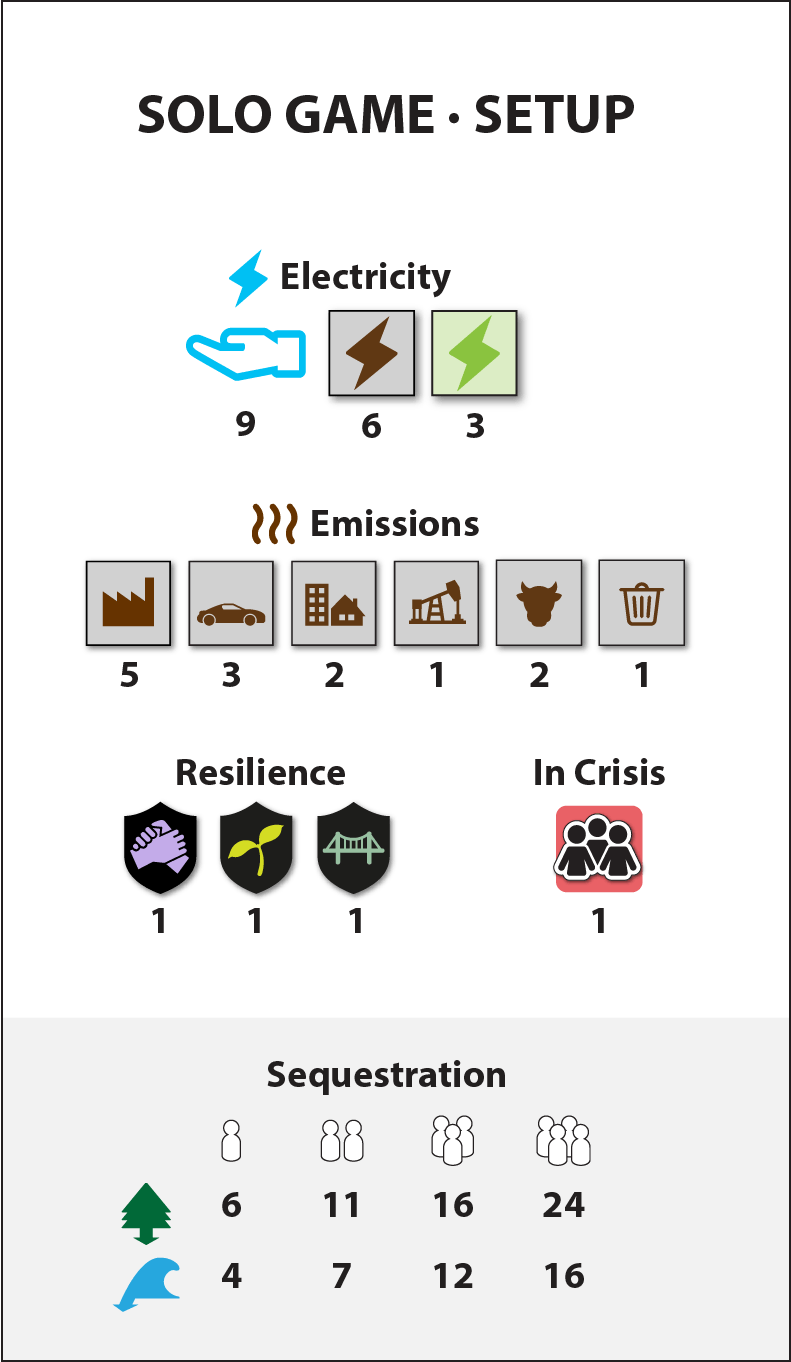 SOLO GAME · SETUP
Electricity
9 6 3
Emissions
5 3 2 1 2 1
Resilience In Crisis
1 1 1 1
Sequestration
6 11 16 24
4 7 12 16